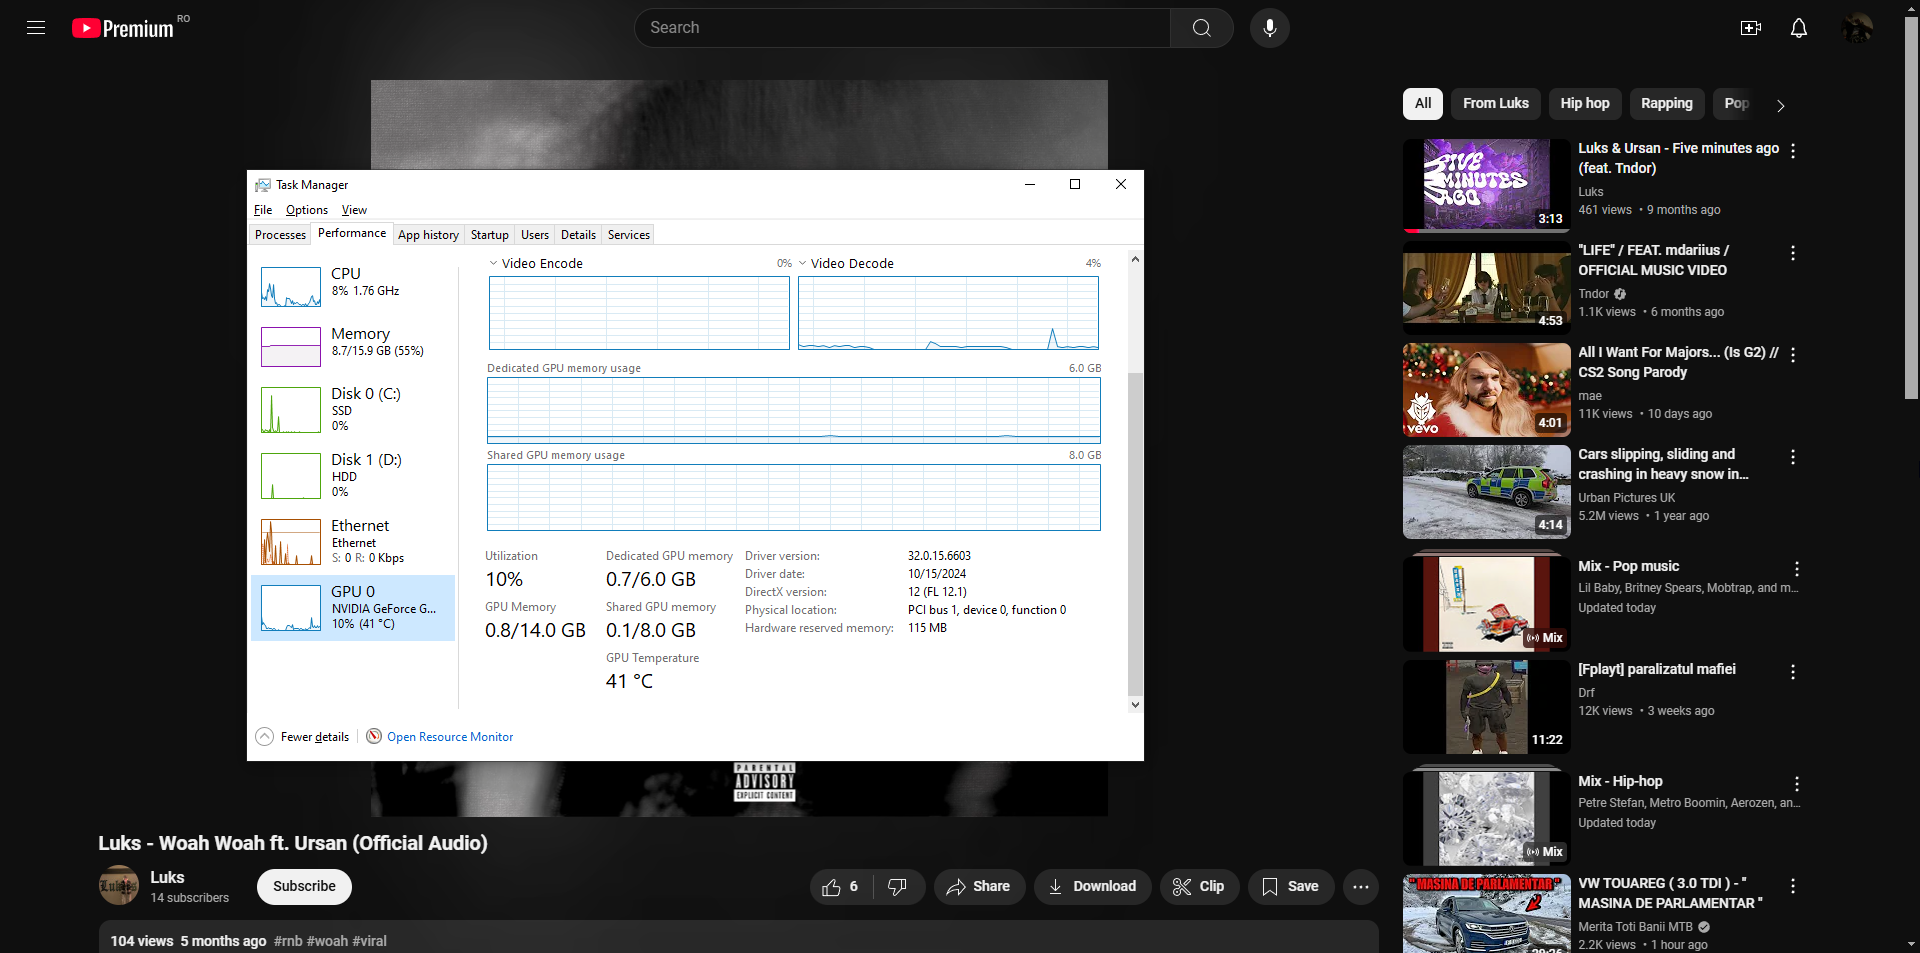 Premium RO
Search
All
From Luks
Hip hop
Rapping
Pop
Task Manager
File Options View
Processes
Performance
App history
Startup
Users
Details
Services
CPU
8% 1.76 GHz
Memory
8.7/15.9 GB (55%)
Disk 0 (C:)
SSD
0%
Disk 1 (D:)
HDD
0%
Ethernet
Ethernet
S: 0 R: 0 Kbps
GPU 0
NVIDIA GeForce G...
10% (41 °C)
Video Encode 0%
Video Decode 4%
Dedicated GPU memory usage 6.0 GB
Shared GPU memory usage 8.0 GB
Utilization
10%
Dedicated GPU memory
0.7/6.0 GB
GPU Memory
0.8/14.0 GB
Shared GPU memory
0.1/8.0 GB
GPU Temperature
41 °C
Driver version: 32.0.15.6603
Driver date: 10/15/2024
DirectX version: 12 (FL 12.1)
Physical location: PCI bus 1, device 0, function 0
Hardware reserved memory: 115 MB
Fewer details
Open Resource Monitor
PARENTAL
ADVISORY
EXPLICIT CONTENT
Luks - Woah Woah ft. Ursan (Official Audio)
Luks
14 subscribers
Subscribe
6
Share
Download
Clip
Save
104 views 5 months ago #rnb #woah #viral
FIVE
MINUTES
AGO
3:13
Luks & Ursan - Five minutes ago
(feat. Tndor)
Luks
461 views • 9 months ago
4:53
"LIFE" / FEAT. mdariius /
OFFICIAL MUSIC VIDEO
Tndor
1.1K views • 6 months ago
vevo
4:01
All I Want For Majors... (Is G2) //
CS2 Song Parody
mae
11K views • 10 days ago
4:14
Cars slipping, sliding and
crashing in heavy snow in...
Urban Pictures UK
5.2M views • 1 year ago
Mix
Mix - Pop music
Lil Baby, Britney Spears, Mobtrap, and m...
Updated today
11:22
[Fplayt] paralizatul mafiei
Drf
12K views • 3 weeks ago
Mix
Mix - Hip-hop
Petre Stefan, Metro Boomin, Aerozen, an...
Updated today
" MASINA DE PARLAMENTAR "
VW TOUAREG ( 3.0 TDI ) - "
MASINA DE PARLAMENTAR "
Merita Toti Banii MTB
2.2K views • 1 hour ago